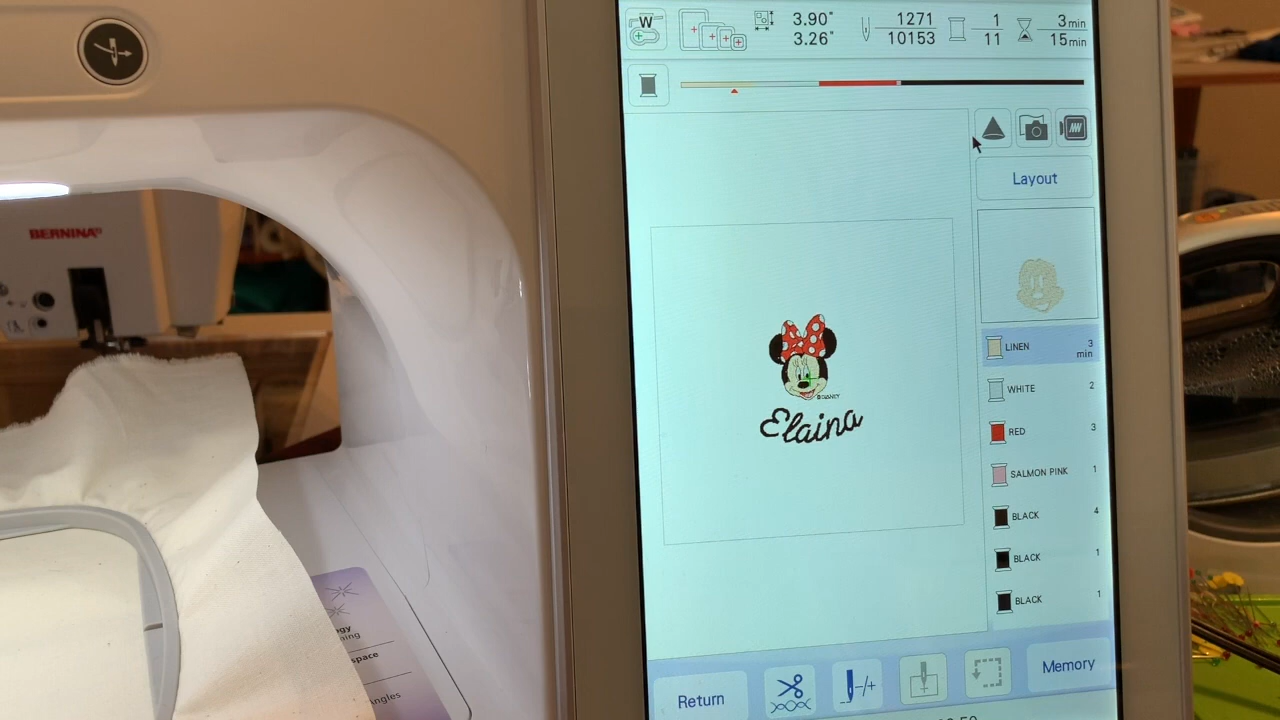 W
3.90"
3.26"
1271
10153
1
11
3 min
15 min
BERNINA
Layout
LINEN 3 min
WHITE 2
RED 3
SALMON PINK 1
BLACK 4
BLACK 1
BLACK 1
DISNEY
Elaina
space
Return
-/+
Memory